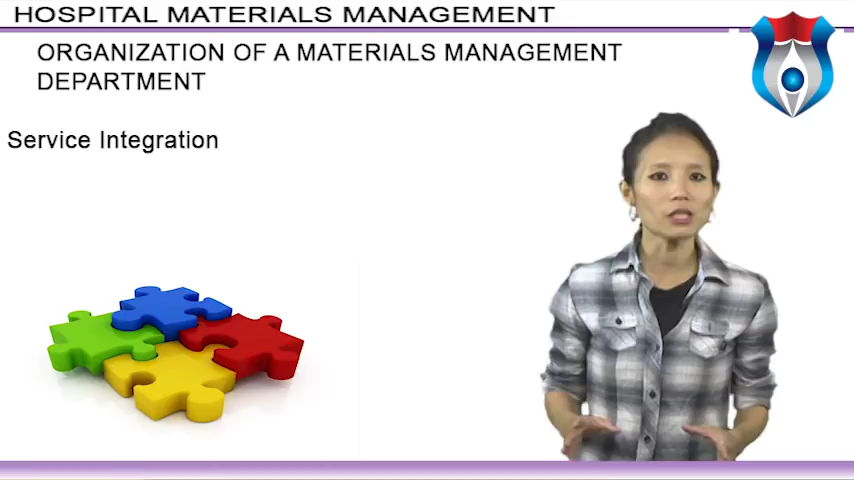 HOSPITAL MATERIALS MANAGEMENT
ORGANIZATION OF A MATERIALS MANAGEMENT
DEPARTMENT
Service Integration